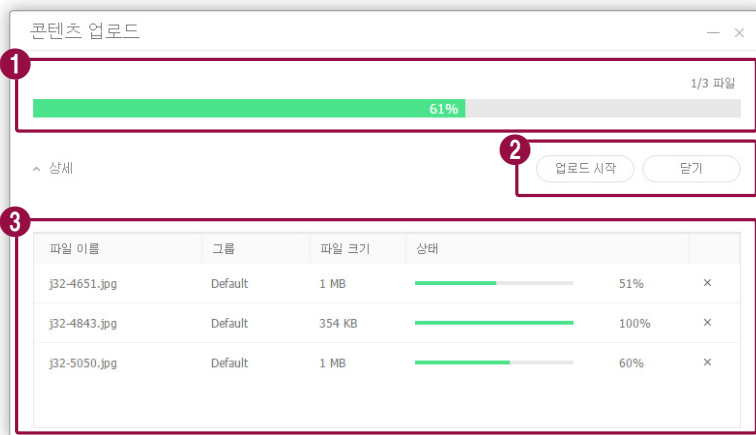 콘텐츠 업로드
1
1/3 파일
61%
2
상세
업로드 시작 닫기
3
파일 이름 그룹 파일 크기 상태
j32-4651.jpg Default 1 MB 51%
j32-4843.jpg Default 354 KB 100%
j32-5050.jpg Default 1 MB 60%